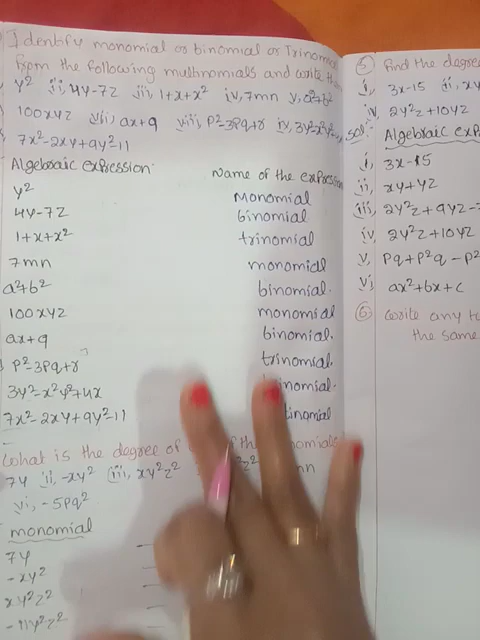 Identify monomial or binomial or Trinomial
from the following multinomials and write
y² ii, 4y-7z iii, 1+x+x² iv, 7mn v, a²+b²
100xyz vii, ax+9 viii, p²-3pq+r
7x²-2xy+9y²-11
Algebraic expression Name of the expression
y² monomial
4y-7z binomial
1+x+x² trinomial
7mn monomial
a²+b² binomial.
100xyz monomial
ax+9 binomial.
p²-3pq+r trinomial.
3y²-x²y²+4x
7x²-2xy+9y²-11
What is the degree of
7y ii, -xy² iii, xy²z²
vi, -5pq²
monomial
7y
-xy²
xy²z²
-11y²z²
⑤ find the degree
i, 3x-15 ii, xy
iv, 2y²z+10yz
sol: Algebraic exp
i, 3x-15
ii, xy+yz
iii, 2y²z+9yz-
iv, 2y²z+10yz
v, pq+p²q-p²
vi, ax²+bx+c
⑥ write any
the same